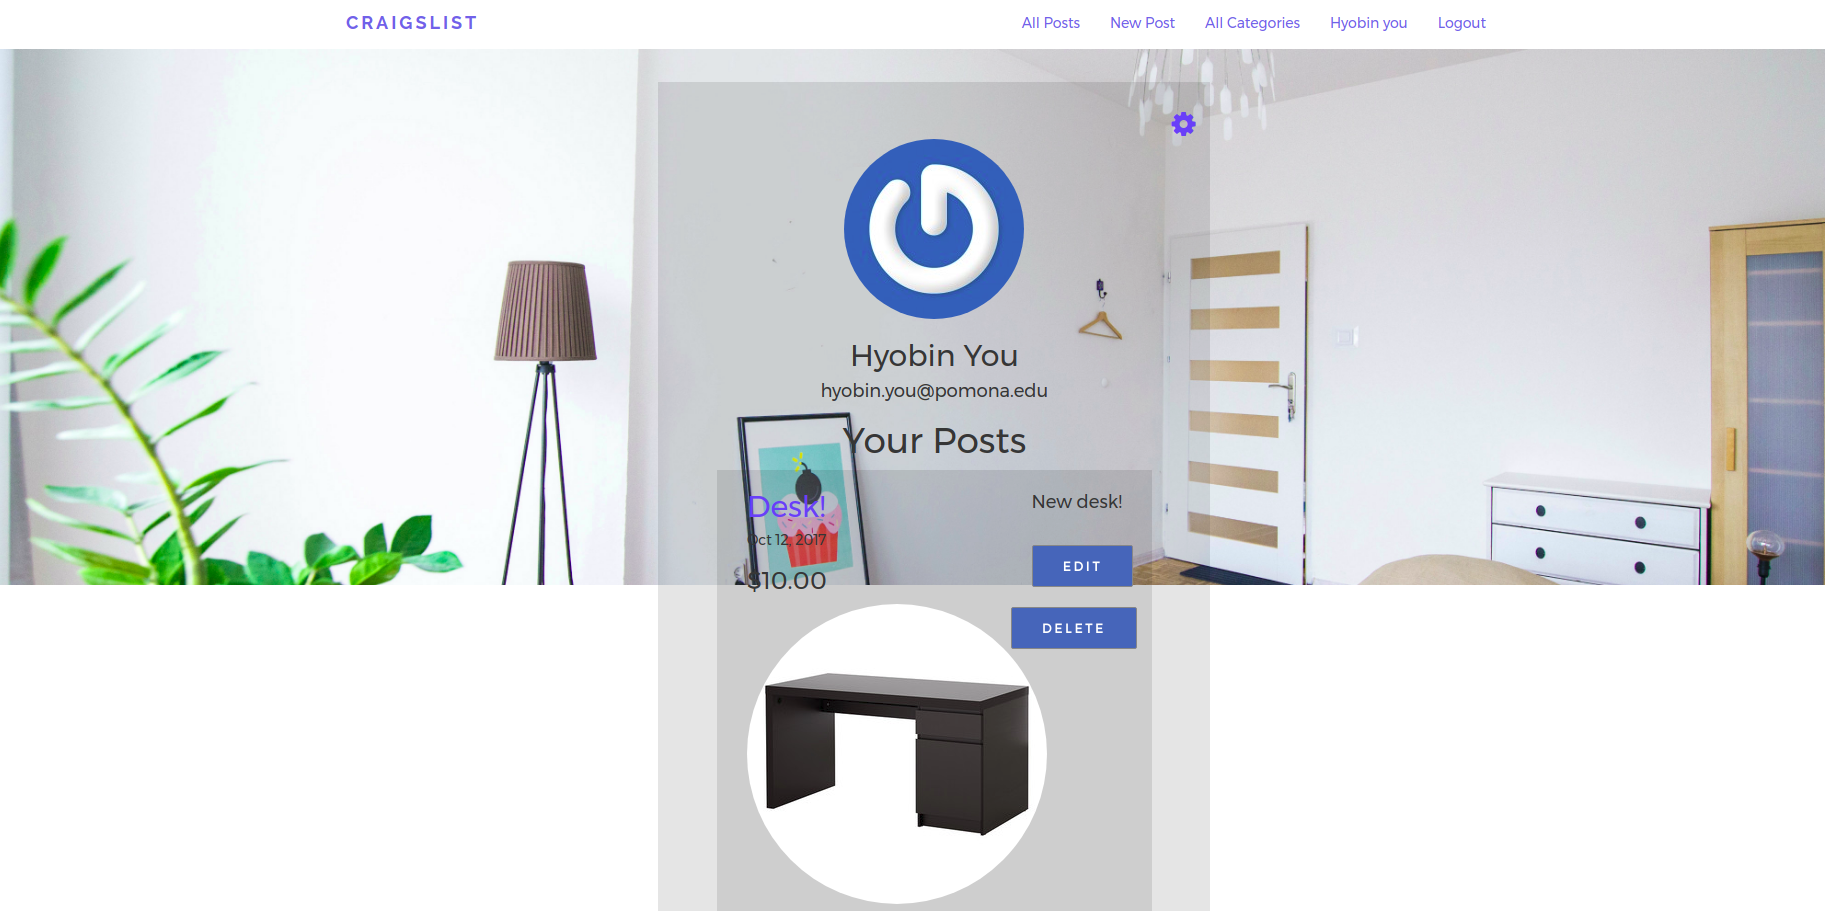 CRAIGSLIST
All Posts
New Post
All Categories
Hyobin you
Logout
Hyobin You
hyobin.you@pomona.edu
Your Posts
Desk!
Oct 12, 2017
$10.00
New desk!
EDIT
DELETE